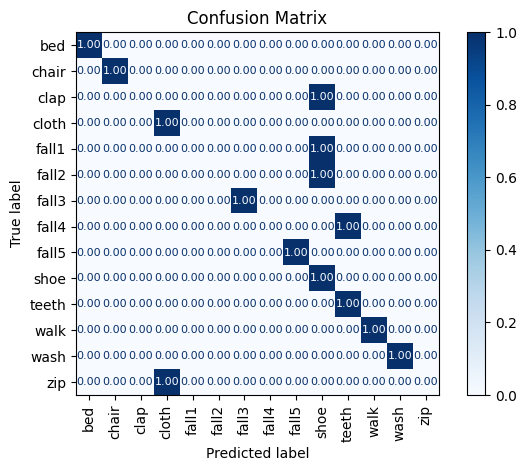 Confusion Matrix
bed 1.00 0.00 0.00 0.00 0.00 0.00 0.00 0.00 0.00 0.00 0.00 0.00 0.00 0.00
chair 0.00 1.00 0.00 0.00 0.00 0.00 0.00 0.00 0.00 0.00 0.00 0.00 0.00 0.00
clap 0.00 0.00 0.00 0.00 0.00 0.00 0.00 0.00 0.00 1.00 0.00 0.00 0.00 0.00
cloth 0.00 0.00 0.00 1.00 0.00 0.00 0.00 0.00 0.00 0.00 0.00 0.00 0.00 0.00
fall1 0.00 0.00 0.00 0.00 0.00 0.00 0.00 0.00 0.00 1.00 0.00 0.00 0.00 0.00
fall2 0.00 0.00 0.00 0.00 0.00 0.00 0.00 0.00 0.00 1.00 0.00 0.00 0.00 0.00
fall3 0.00 0.00 0.00 0.00 0.00 0.00 1.00 0.00 0.00 0.00 0.00 0.00 0.00 0.00
fall4 0.00 0.00 0.00 0.00 0.00 0.00 0.00 0.00 0.00 0.00 1.00 0.00 0.00 0.00
fall5 0.00 0.00 0.00 0.00 0.00 0.00 0.00 0.00 1.00 0.00 0.00 0.00 0.00 0.00
shoe 0.00 0.00 0.00 0.00 0.00 0.00 0.00 0.00 0.00 1.00 0.00 0.00 0.00 0.00
teeth 0.00 0.00 0.00 0.00 0.00 0.00 0.00 0.00 0.00 0.00 1.00 0.00 0.00 0.00
walk 0.00 0.00 0.00 0.00 0.00 0.00 0.00 0.00 0.00 0.00 0.00 1.00 0.00 0.00
wash 0.00 0.00 0.00 0.00 0.00 0.00 0.00 0.00 0.00 0.00 0.00 0.00 1.00 0.00
zip 0.00 0.00 0.00 1.00 0.00 0.00 0.00 0.00 0.00 0.00 0.00 0.00 0.00 0.00
True label
bed chair clap cloth fall1 fall2 fall3 fall4 fall5 shoe teeth walk wash zip
Predicted label
1.0
0.8
0.6
0.4
0.2
0.0